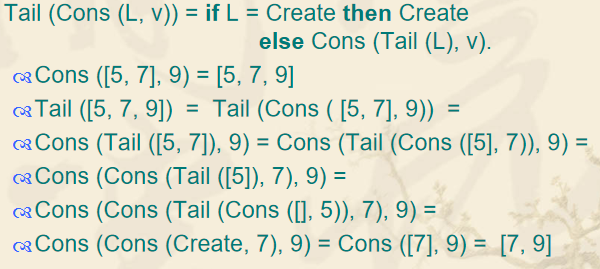 Tail (Cons (L, v)) = if L = Create then Create
else Cons (Tail (L), v).
Cons ([5, 7], 9) = [5, 7, 9]
Tail ([5, 7, 9]) = Tail (Cons ( [5, 7], 9)) =
Cons (Tail ([5, 7]), 9) = Cons (Tail (Cons ([5], 7)), 9) =
Cons (Cons (Tail ([5]), 7), 9) =
Cons (Cons (Tail (Cons ([], 5)), 7), 9) =
Cons (Cons (Create, 7), 9) = Cons ([7], 9) = [7, 9]